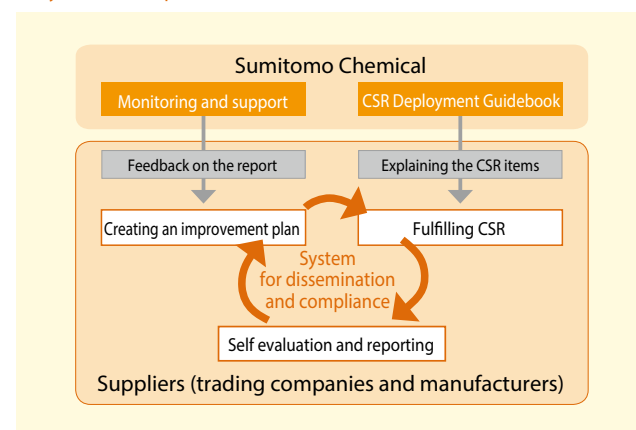 Sumitomo Chemical
Monitoring and support
CSR Deployment Guidebook
Feedback on the report
Explaining the CSR items
Creating an improvement plan
Fulfilling CSR
System
for dissemination
and compliance
Self evaluation and reporting
Suppliers (trading companies and manufacturers)